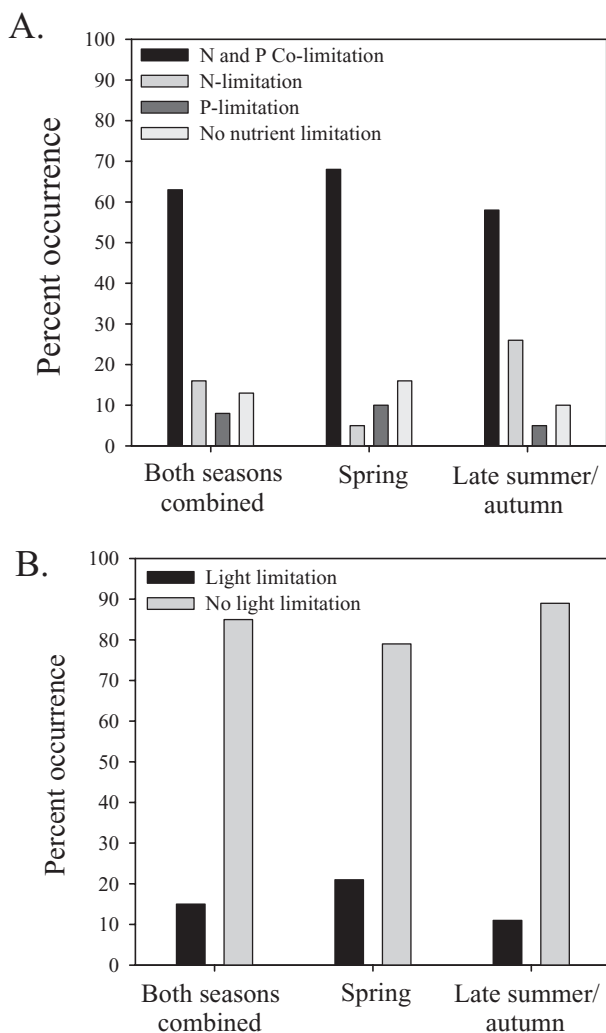 A.
100
90
80
70
60
50
40
30
20
10
0
Percent occurrence
N and P Co-limitation
N-limitation
P-limitation
No nutrient limitation
Both seasons
combined
Spring
Late summer/
autumn
B.
100
90
80
70
60
50
40
30
20
10
0
Percent occurrence
Light limitation
No light limitation
Both seasons
combined
Spring
Late summer/
autumn